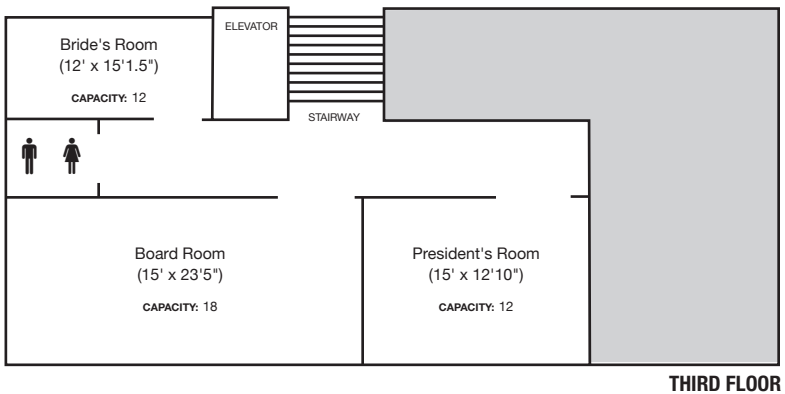 ELEVATOR
Bride's Room
(12' x 15'1.5")
CAPACITY: 12
STAIRWAY
Board Room
(15' x 23'5")
CAPACITY: 18
President's Room
(15' x 12'10")
CAPACITY: 12
THIRD FLOOR